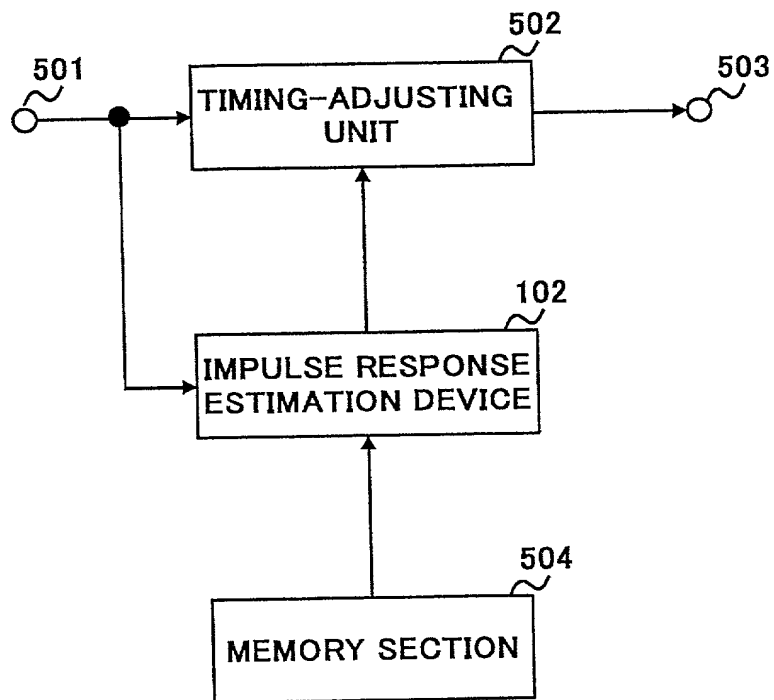 502
501
503
TIMING-ADJUSTING
UNIT
102
IMPULSE RESPONSE
ESTIMATION DEVICE
504
MEMORY SECTION